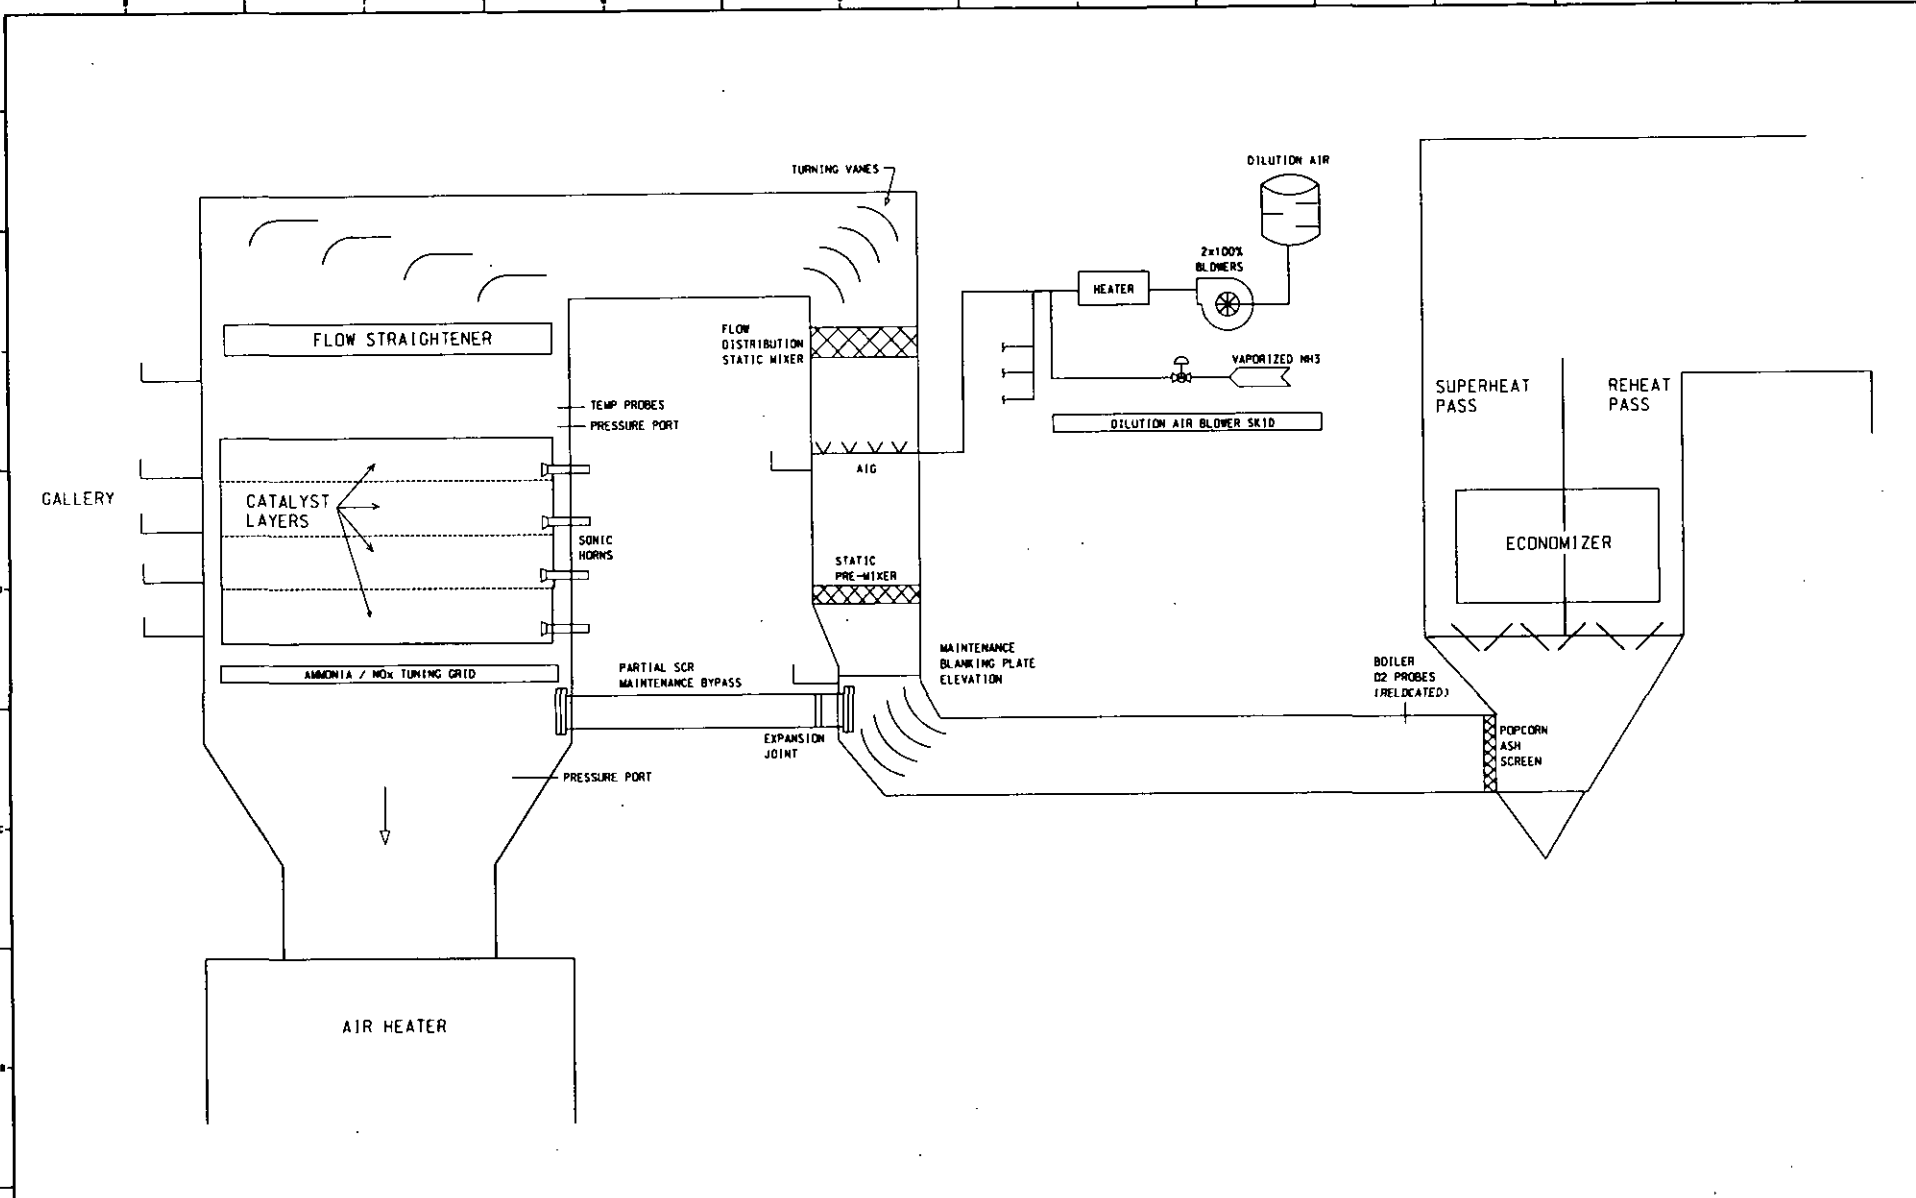 TURNING VANES
DILUTION AIR
2x100%
BLOWERS
HEATER
FLOW STRAIGHTENER
FLOW
DISTRIBUTION
STATIC MIXER
VAPORIZED NH3
TEMP PROBES
PRESSURE PORT
DILUTION AIR BLOWER SKID
SUPERHEAT
PASS
REHEAT
PASS
AIG
GALLERY
CATALYST
LAYERS
SONIC
HORNS
ECONOMIZER
STATIC
PRE-MIXER
AMMONIA / NOx TUNING GRID
PARTIAL SCR
MAINTENANCE BYPASS
MAINTENANCE
BLANKING PLATE
ELEVATION
BOILER
O2 PROBES
(RELOCATED)
EXPANSION
JOINT
POPCORN
ASH
SCREEN
PRESSURE PORT
AIR HEATER